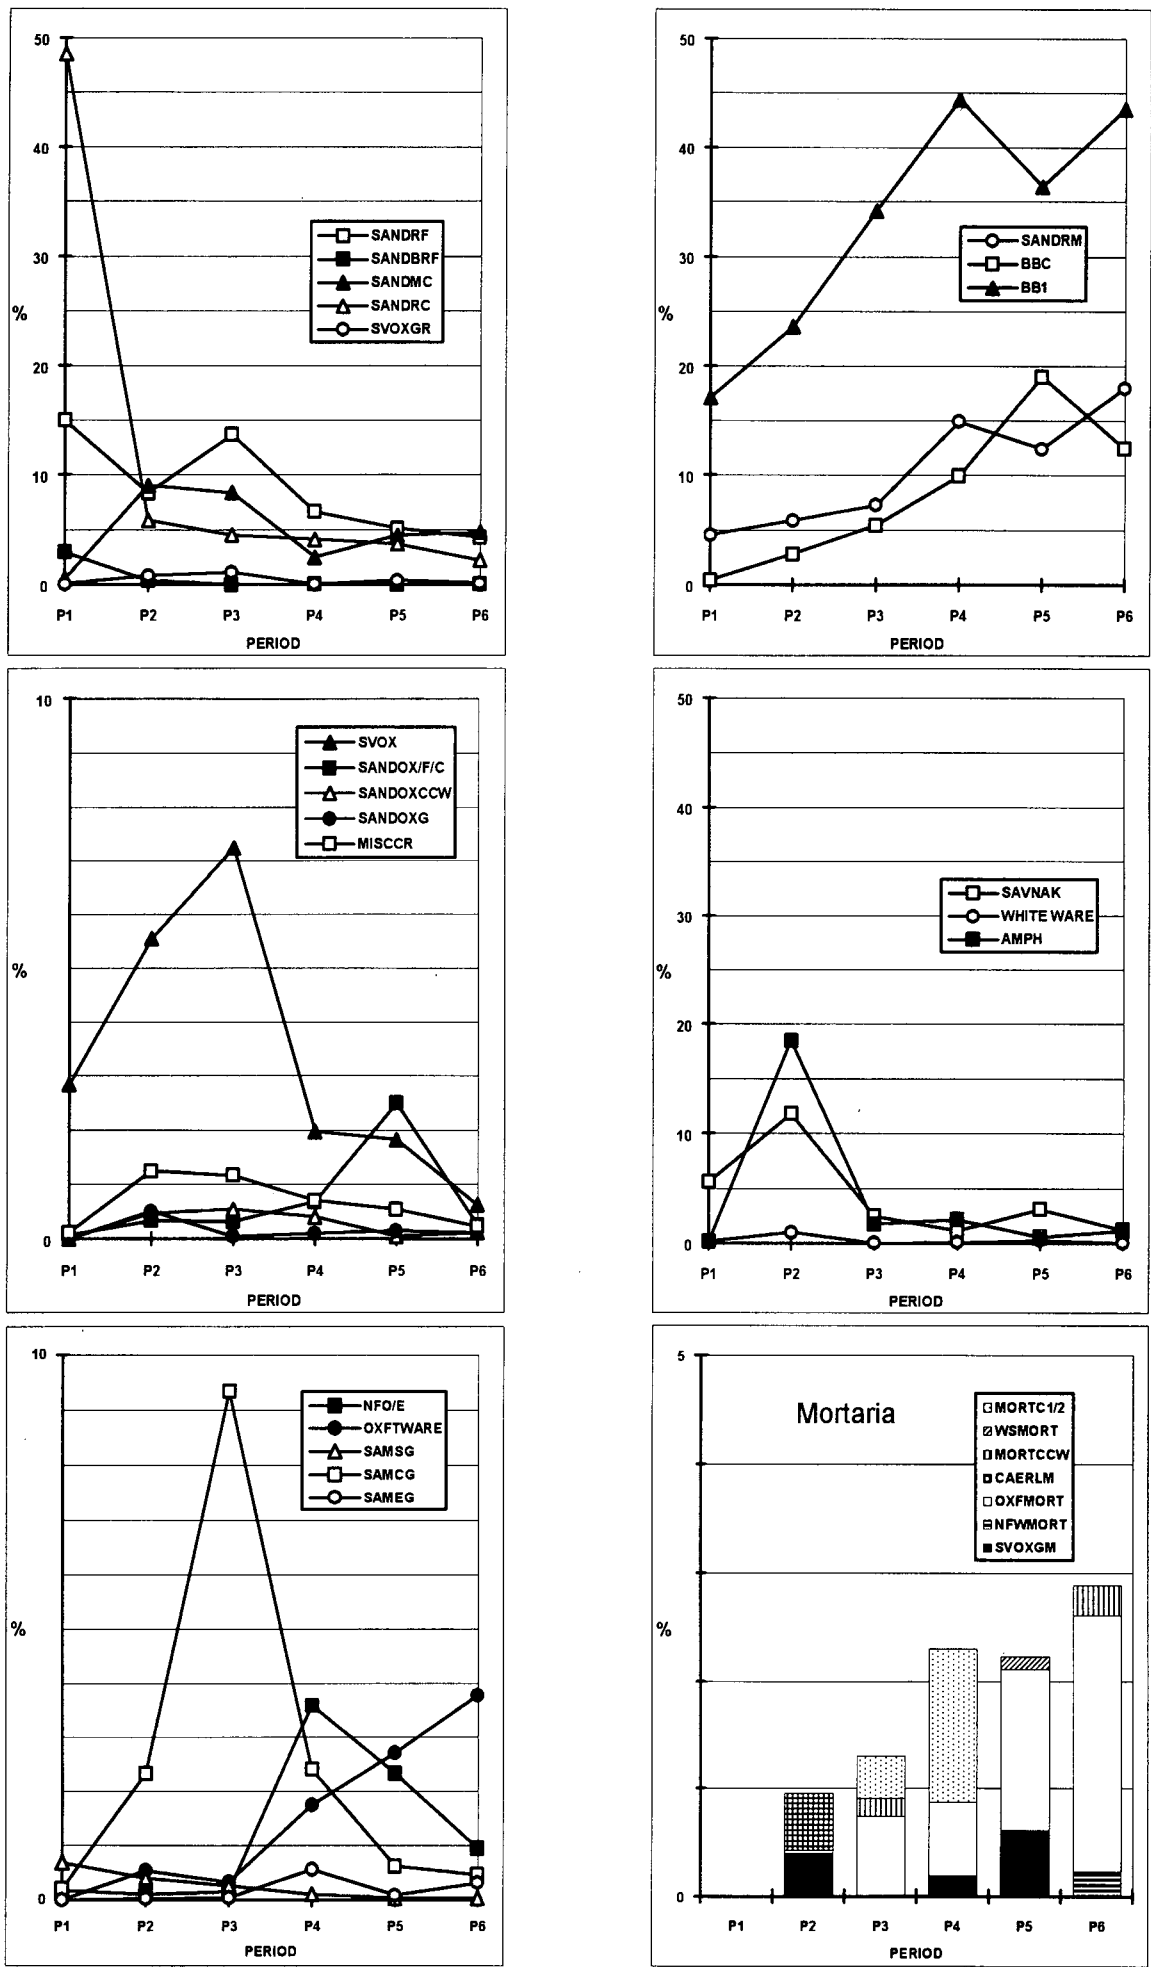 50
40
30
20
10
0
%
SANDRF
SANDBRF
SANDMC
SANDRC
SVOXGR
P1 P2 P3 P4 P5 P6
PERIOD
50
40
30
20
10
0
%
SANDRM
BBC
BB1
P1 P2 P3 P4 P5 P6
PERIOD
10
0
%
SVOX
SANDOX/F/C
SANDOXCCW
SANDOXG
MISCCR
P1 P2 P3 P4 P5 P6
PERIOD
50
40
30
20
10
0
%
SAVNAK
WHITE WARE
AMPH
P1 P2 P3 P4 P5 P6
PERIOD
10
0
%
NFO/E
OXFTWARE
SAMSG
SAMCG
SAMEG
P1 P2 P3 P4 P5 P6
PERIOD
5
0
%
Mortaria
MORTC1/2
WSMORT
MORTCCW
CAERLM
OXFMORT
NFWMORT
SVOXGM
P1 P2 P3 P4 P5 P6
PERIOD